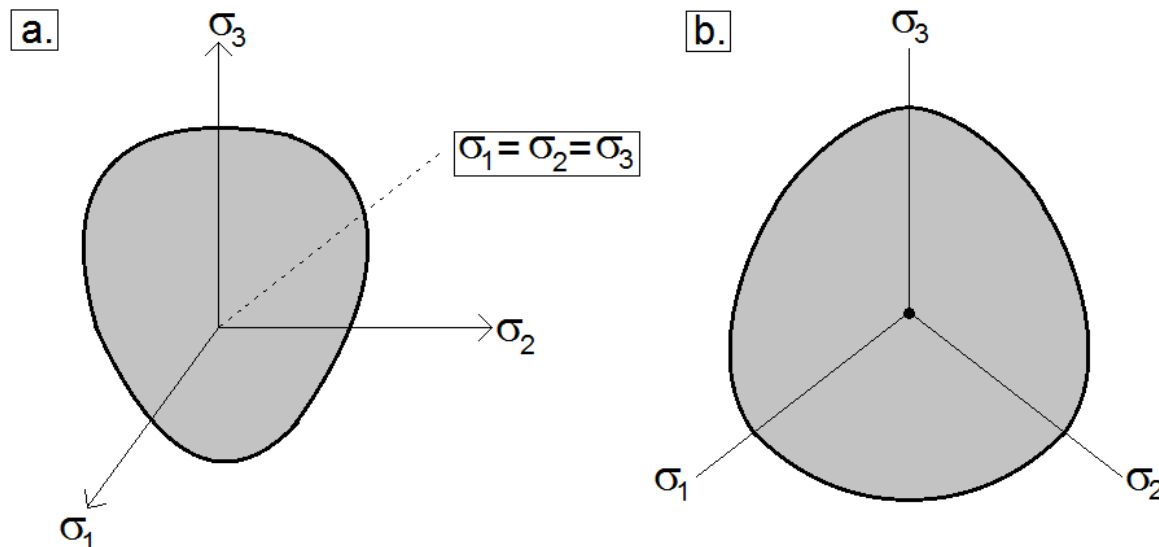 a.
σ₃
σ₁ = σ₂ = σ₃
σ₂
σ₁
b.
σ₃
σ₁
σ₂